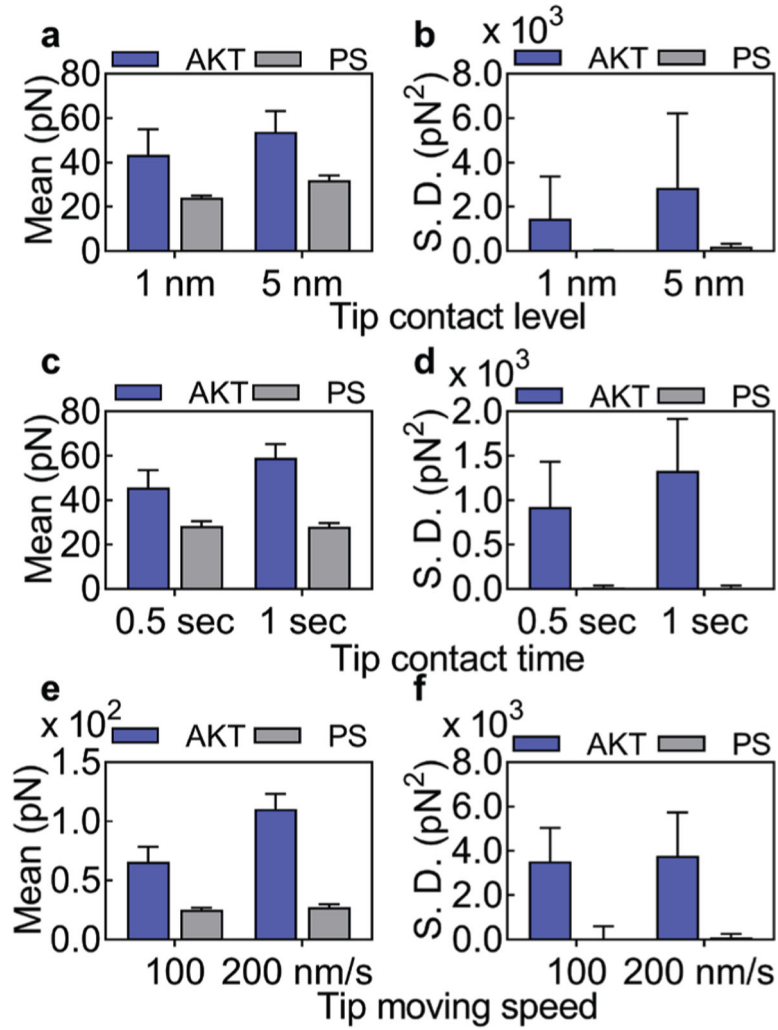 a
AKT PS
Mean (pN)
80
60
40
20
0
1 nm 5 nm
b
x 10³
AKT PS
S. D. (pN²)
8.0
6.0
4.0
2.0
0.0
1 nm 5 nm
Tip contact level
c
AKT PS
Mean (pN)
80
60
40
20
0
0.5 sec 1 sec
d
x 10³
AKT PS
S. D. (pN²)
2.0
1.5
1.0
0.5
0.0
0.5 sec 1 sec
Tip contact time
e
x 10²
AKT PS
Mean (pN)
1.5
1.0
0.5
0.0
100 200 nm/s
f
x 10³
AKT PS
S. D. (pN²)
8.0
6.0
4.0
2.0
0.0
100 200 nm/s
Tip moving speed